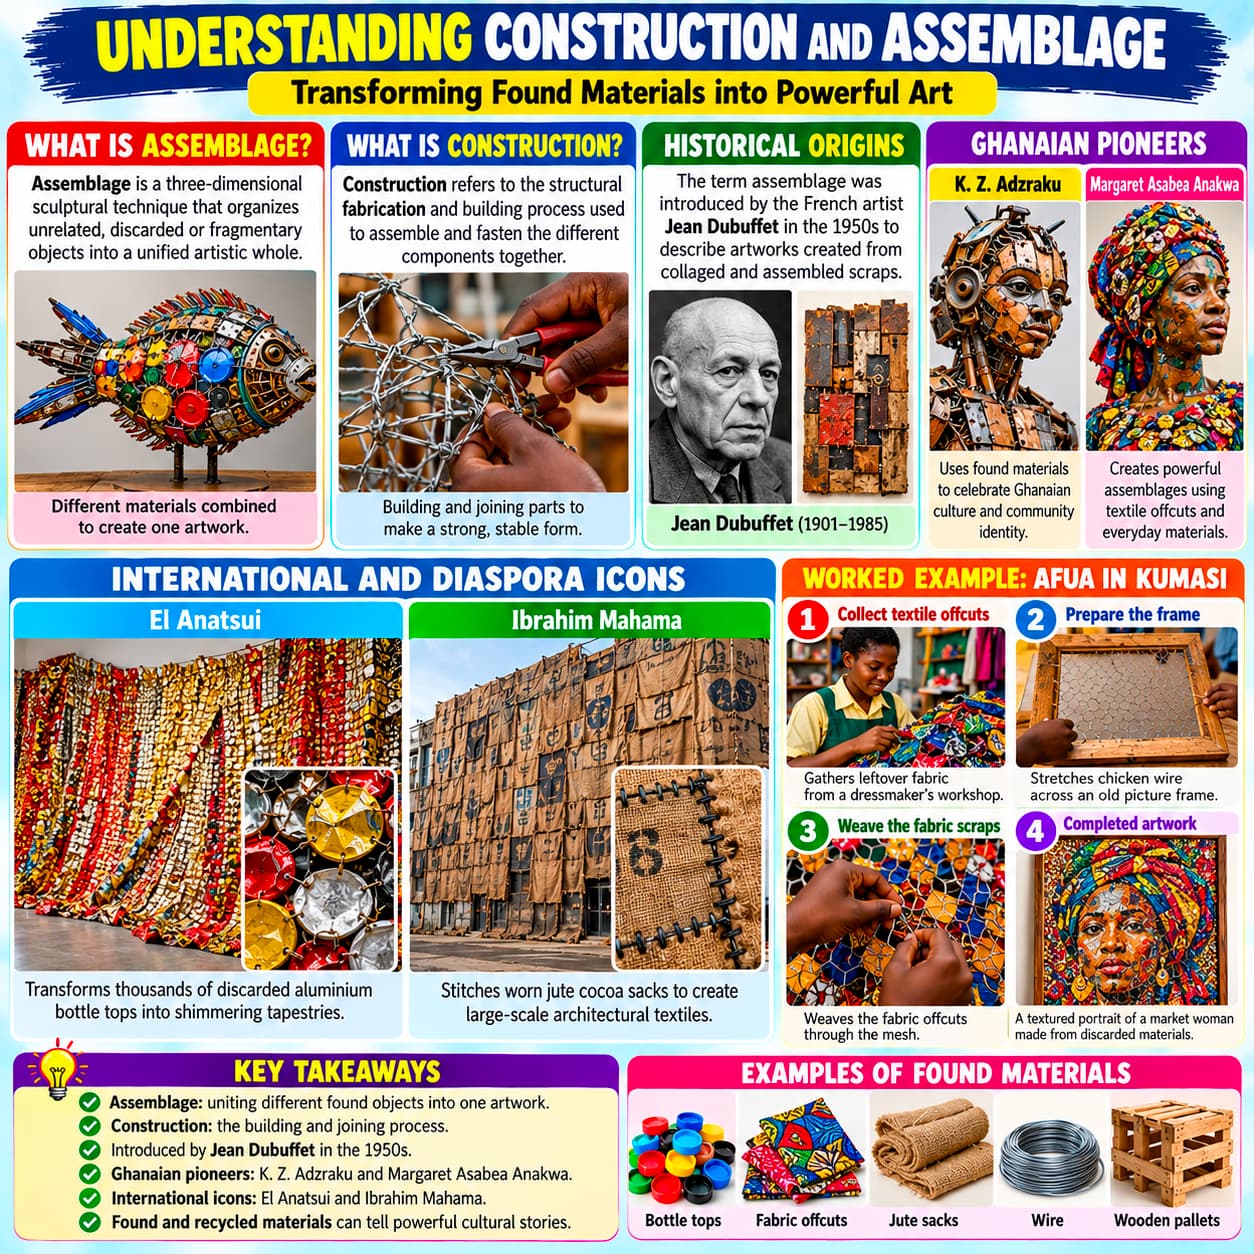 UNDERSTANDING CONSTRUCTION AND ASSEMBLAGE
Transforming Found Materials into Powerful Art
WHAT IS ASSEMBLAGE?
Assemblage is a three-dimensional
sculptural technique that organizes
unrelated, discarded or fragmentary
objects into a unified artistic whole.
Different materials combined
to create one artwork.
WHAT IS CONSTRUCTION?
Construction refers to the structural
fabrication and building process used
to assemble and fasten the different
components together.
Building and joining parts to
make a strong, stable form.
HISTORICAL ORIGINS
The term assemblage was
introduced by the French artist
Jean Dubuffet in the 1950s to
describe artworks created from
collaged and assembled scraps.
Jean Dubuffet (1901–1985)
GHANAIAN PIONEERS
K. Z. Adzraku
Uses found materials
to celebrate Ghanaian
culture and community
identity.
Margaret Asabea Anakwa
Creates powerful
assemblages using
textile offcuts and
everyday materials.
INTERNATIONAL AND DIASPORA ICONS
El Anatsui
Transforms thousands of discarded aluminium
bottle tops into shimmering tapestries.
Ibrahim Mahama
Stitches worn jute cocoa sacks to create
large-scale architectural textiles.
WORKED EXAMPLE: AFUA IN KUMASI
1 Collect textile offcuts
Gathers leftover fabric
from a dressmaker's workshop.
2 Prepare the frame
Stretches chicken wire
across an old picture frame.
3 Weave the fabric scraps
Weaves the fabric offcuts
through the mesh.
4 Completed artwork
A textured portrait of a market woman
made from discarded materials.
KEY TAKEAWAYS
Assemblage: uniting different found objects into one artwork.
Construction: the building and joining process.
Introduced by Jean Dubuffet in the 1950s.
Ghanaian pioneers: K. Z. Adzraku and Margaret Asabea Anakwa.
International icons: El Anatsui and Ibrahim Mahama.
Found and recycled materials can tell powerful cultural stories.
EXAMPLES OF FOUND MATERIALS
Bottle tops
Fabric offcuts
Jute sacks
Wire
Wooden pallets